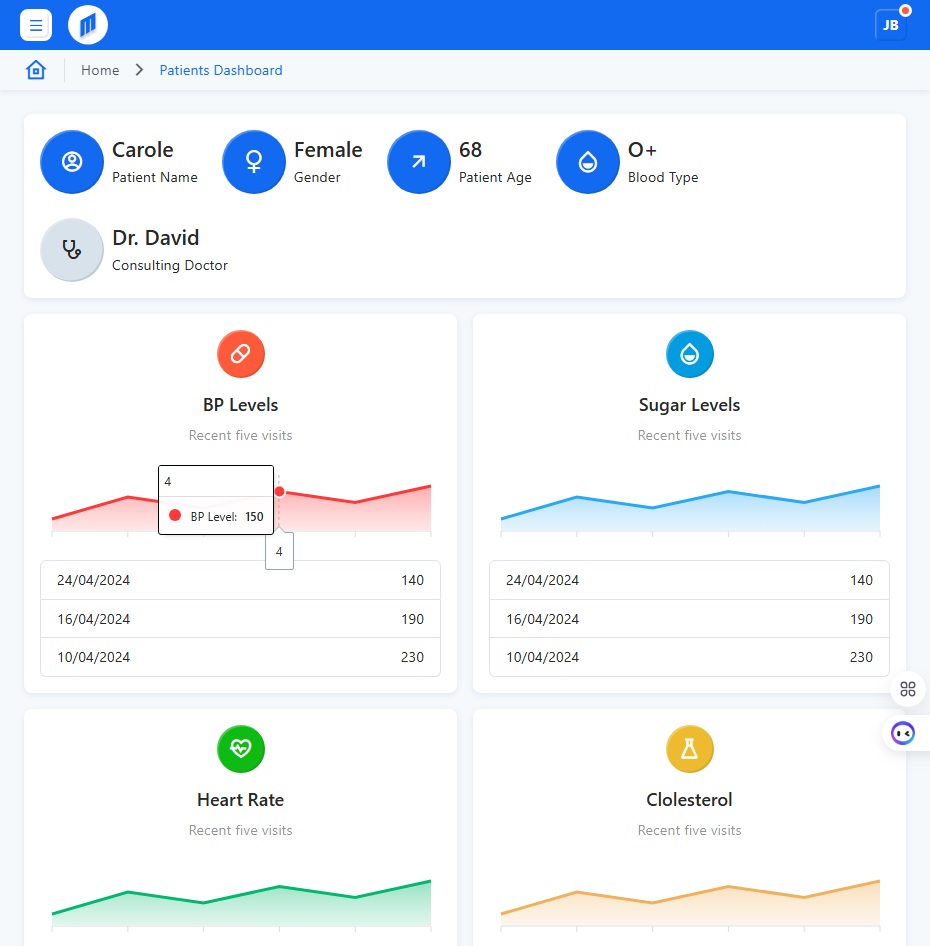 JB
Home
Patients Dashboard
Carole
Patient Name
Female
Gender
68
Patient Age
O+
Blood Type
Dr. David
Consulting Doctor
BP Levels
Recent five visits
4
BP Level: 150
4
24/04/2024 140
16/04/2024 190
10/04/2024 230
Sugar Levels
Recent five visits
24/04/2024 140
16/04/2024 190
10/04/2024 230
Heart Rate
Recent five visits
Clolesterol
Recent five visits